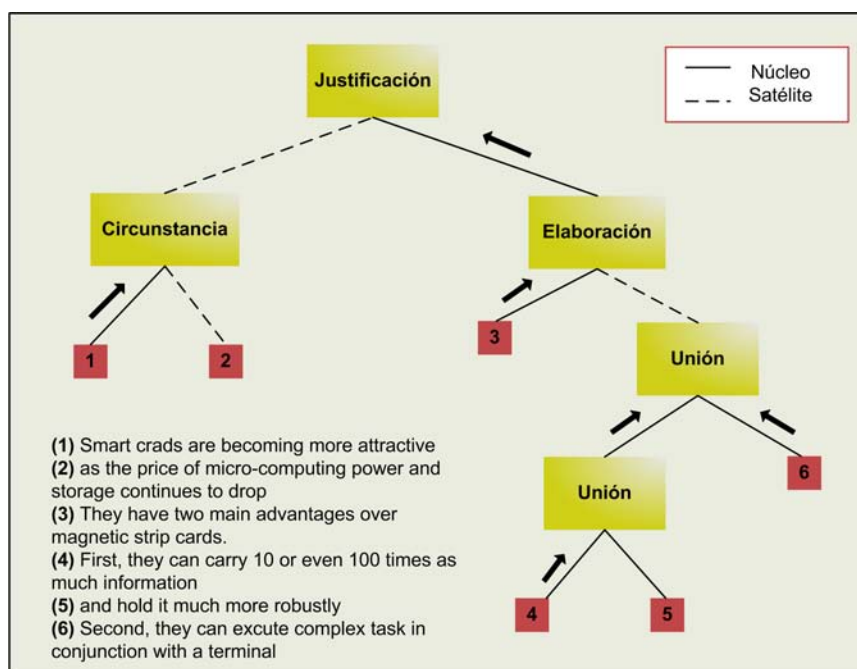 Justificación
Núcleo
Satélite
Circunstancia
Elaboración
1
2
3
Unión
Unión
6
4
5
(1) Smart crads are becoming more attractive
(2) as the price of micro-computing power and
storage continues to drop
(3) They have two main advantages over
magnetic strip cards.
(4) First, they can carry 10 or even 100 times as
much information
(5) and hold it much more robustly
(6) Second, they can excute complex task in
conjunction with a terminal